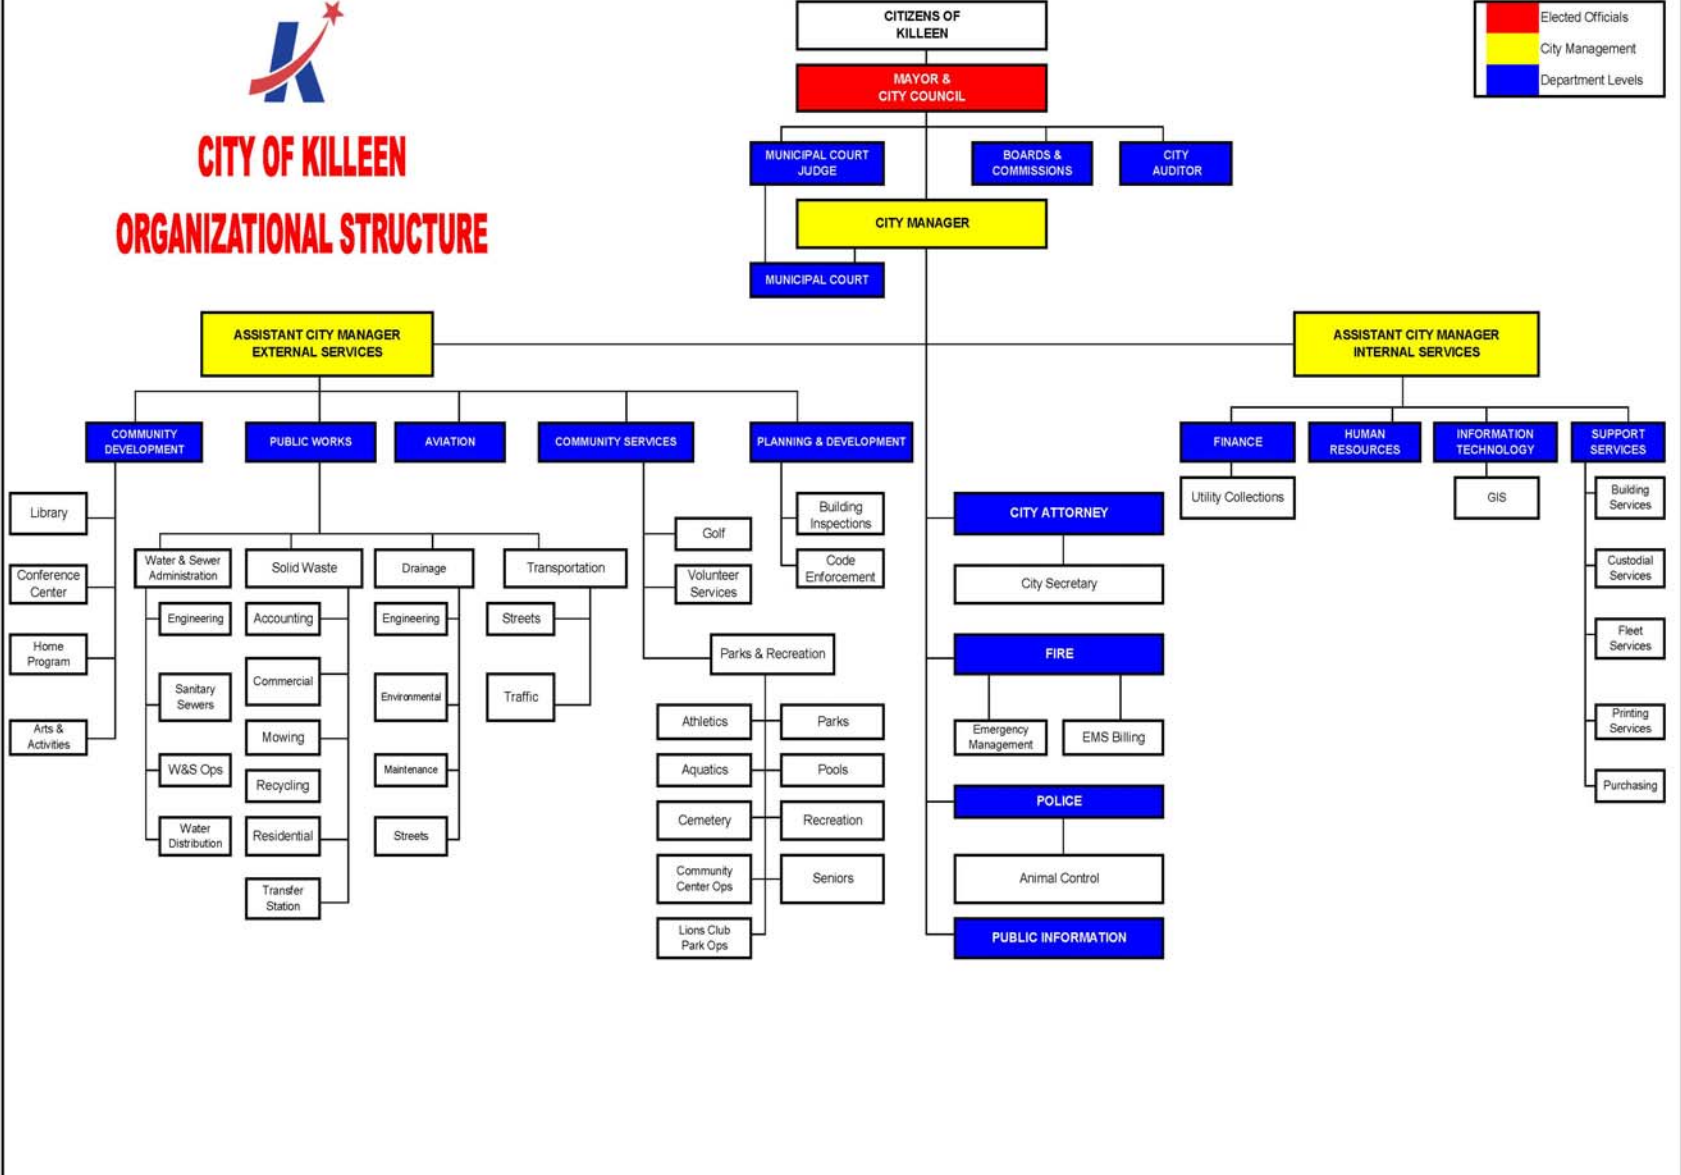 CITIZENS OF
KILLEEN
Elected Officials
City Management
Department Levels
MAYOR &
CITY COUNCIL
CITY OF KILLEEN
ORGANIZATIONAL STRUCTURE
MUNICIPAL COURT
JUDGE
BOARDS &
COMMISSIONS
CITY
AUDITOR
CITY MANAGER
MUNICIPAL COURT
ASSISTANT CITY MANAGER
EXTERNAL SERVICES
ASSISTANT CITY MANAGER
INTERNAL SERVICES
COMMUNITY
DEVELOPMENT
PUBLIC WORKS
AVIATION
COMMUNITY SERVICES
PLANNING & DEVELOPMENT
FINANCE
HUMAN
RESOURCES
INFORMATION
TECHNOLOGY
SUPPORT
SERVICES
Library
Conference
Center
Home
Program
Arts &
Activities
Water & Sewer
Administration
Engineering
Sanitary
Sewers
W&S Ops
Water
Distribution
Solid Waste
Accounting
Commercial
Mowing
Recycling
Residential
Transfer
Station
Drainage
Engineering
Environmental
Maintenance
Streets
Transportation
Streets
Traffic
Golf
Volunteer
Services
Parks & Recreation
Athletics
Parks
Aquatics
Pools
Cemetery
Recreation
Community
Center Ops
Seniors
Lions Club
Park Ops
Building
Inspections
Code
Enforcement
CITY ATTORNEY
City Secretary
FIRE
Emergency
Management
EMS Billing
POLICE
Animal Control
PUBLIC INFORMATION
Utility Collections
GIS
Building
Services
Custodial
Services
Fleet
Services
Printing
Services
Purchasing